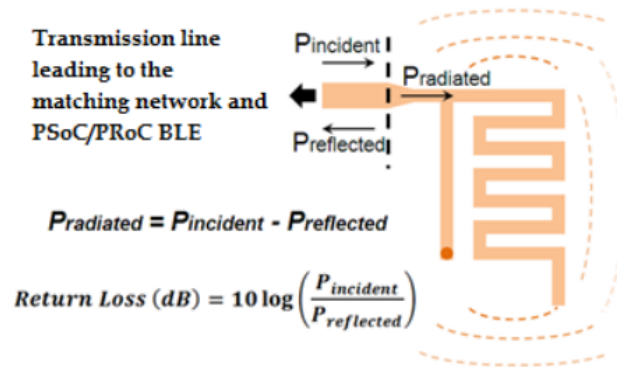 Transmission line
leading to the
matching network and
PSoC/PRoC BLE
Pincident
Pradiated
Preflected
Pradiated = Pincident - Preflected
Return Loss (dB) = 10 log(Pincident/Preflected)